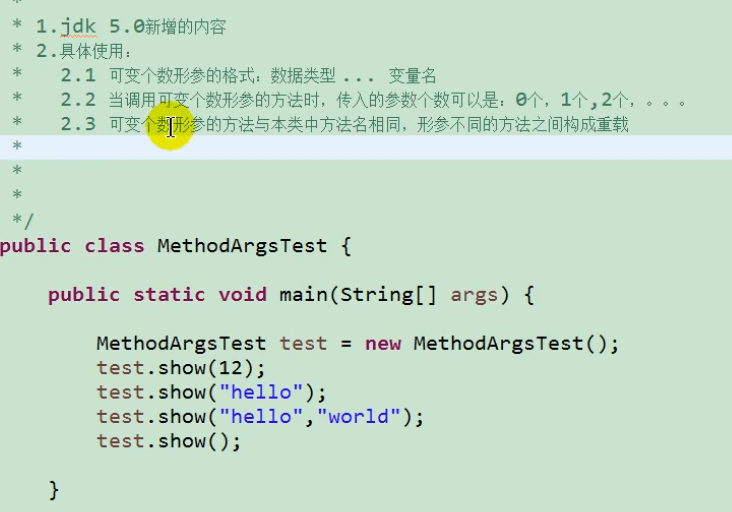 *
* 1.jdk 5.0新增的内容
* 2.具体使用：
*   2.1 可变个数形参的格式：数据类型 ... 变量名
*   2.2 当调用可变个数形参的方法时，传入的参数个数可以是：0个，1个,2个，。。。
*   2.3 可变个数形参的方法与本类中方法名相同，形参不同的方法之间构成重载
*
*
*
*/
public class MethodArgsTest {
    public static void main(String[] args) {
        MethodArgsTest test = new MethodArgsTest();
        test.show(12);
        test.show("hello");
        test.show("hello","world");
        test.show();
    }